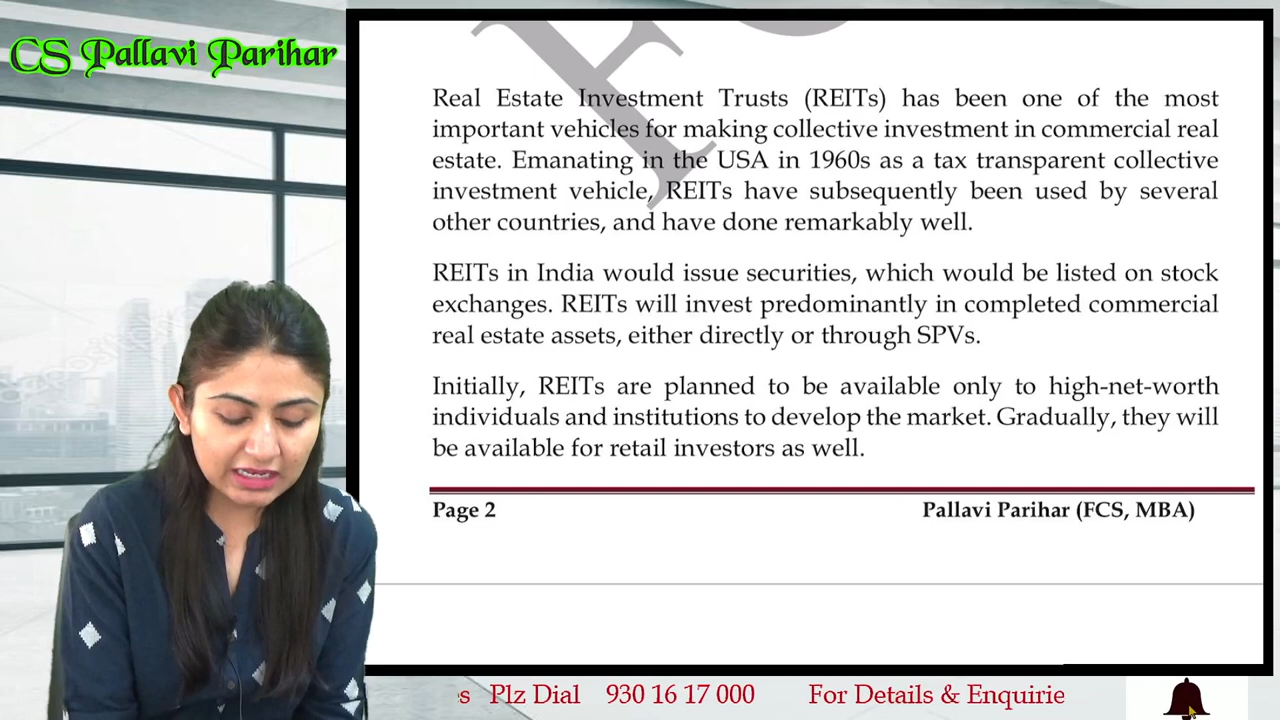 CS Pallavi Parihar
Real Estate Investment Trusts (REITs) has been one of the most
important vehicles for making collective investment in commercial real
estate. Emanating in the USA in 1960s as a tax transparent collective
investment vehicle, REITs have subsequently been used by several
other countries, and have done remarkably well.
REITs in India would issue securities, which would be listed on stock
exchanges. REITs will invest predominantly in completed commercial
real estate assets, either directly or through SPVs.
Initially, REITs are planned to be available only to high-net-worth
individuals and institutions to develop the market. Gradually, they will
be available for retail investors as well.
Page 2 Pallavi Parihar (FCS, MBA)
s Plz Dial 930 16 17 000 For Details & Enquirie